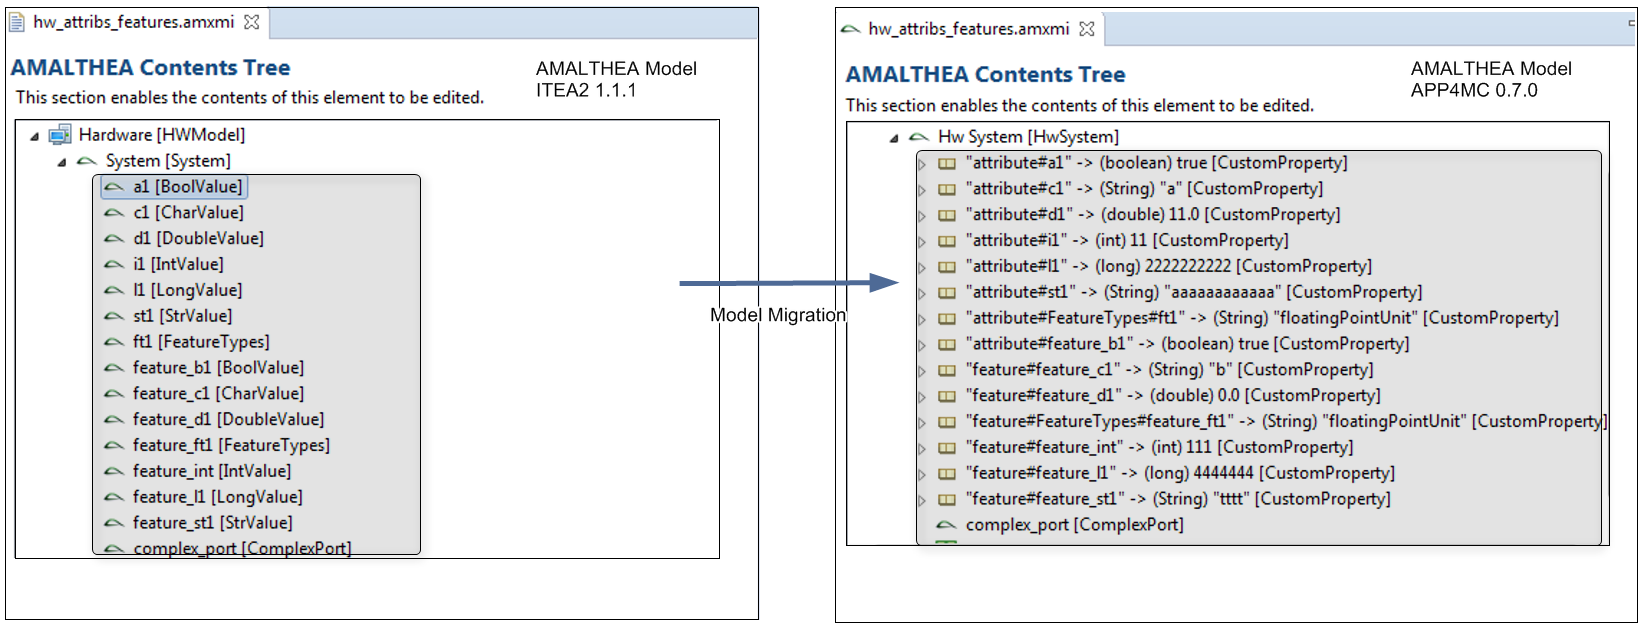 hw_attribs_features.amxmi
AMALTHEA Contents Tree
AMALTHEA Model
ITEA2 1.1.1
This section enables the contents of this element to be edited.
Hardware [HWModel]
System [System]
a1 [BoolValue]
c1 [CharValue]
d1 [DoubleValue]
i1 [IntValue]
l1 [LongValue]
st1 [StrValue]
ft1 [FeatureTypes]
feature_b1 [BoolValue]
feature_c1 [CharValue]
feature_d1 [DoubleValue]
feature_ft1 [FeatureTypes]
feature_int [IntValue]
feature_l1 [LongValue]
feature_st1 [StrValue]
complex_port [ComplexPort]
Model Migration
hw_attribs_features.amxmi
AMALTHEA Contents Tree
AMALTHEA Model
APP4MC 0.7.0
This section enables the contents of this element to be edited.
Hw System [HwSystem]
"attribute#a1" -> (boolean) true [CustomProperty]
"attribute#c1" -> (String) "a" [CustomProperty]
"attribute#d1" -> (double) 11.0 [CustomProperty]
"attribute#i1" -> (int) 11 [CustomProperty]
"attribute#l1" -> (long) 2222222222 [CustomProperty]
"attribute#st1" -> (String) "aaaaaaaaaaaa" [CustomProperty]
"attribute#FeatureTypes#ft1" -> (String) "floatingPointUnit" [CustomProperty]
"attribute#feature_b1" -> (boolean) true [CustomProperty]
"feature#feature_c1" -> (String) "b" [CustomProperty]
"feature#feature_d1" -> (double) 0.0 [CustomProperty]
"feature#FeatureTypes#feature_ft1" -> (String) "floatingPointUnit" [CustomProperty]
"feature#feature_int" -> (int) 111 [CustomProperty]
"feature#feature_l1" -> (long) 4444444 [CustomProperty]
"feature#feature_st1" -> (String) "tttt" [CustomProperty]
complex_port [ComplexPort]